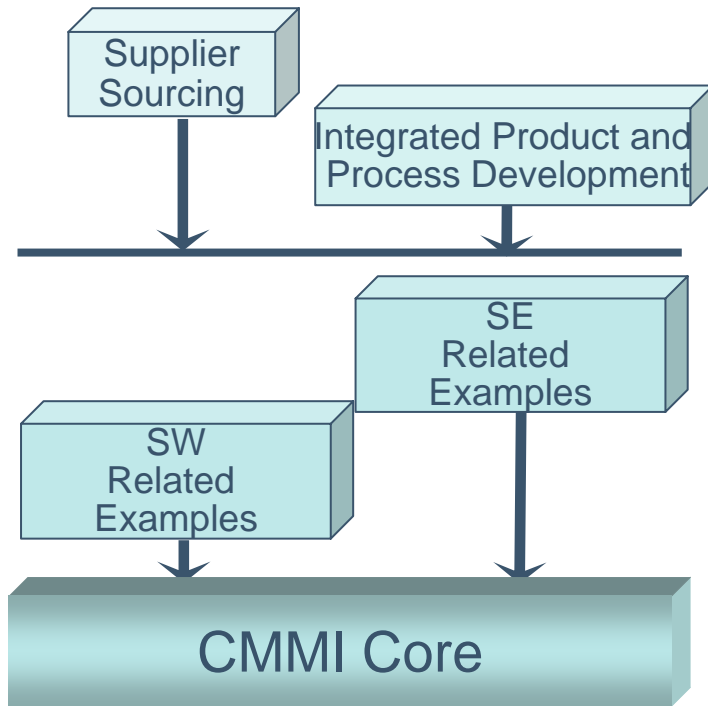 Supplier
Sourcing
Integrated Product and
Process Development
SE
Related
Examples
SW
Related
Examples
CMMI Core